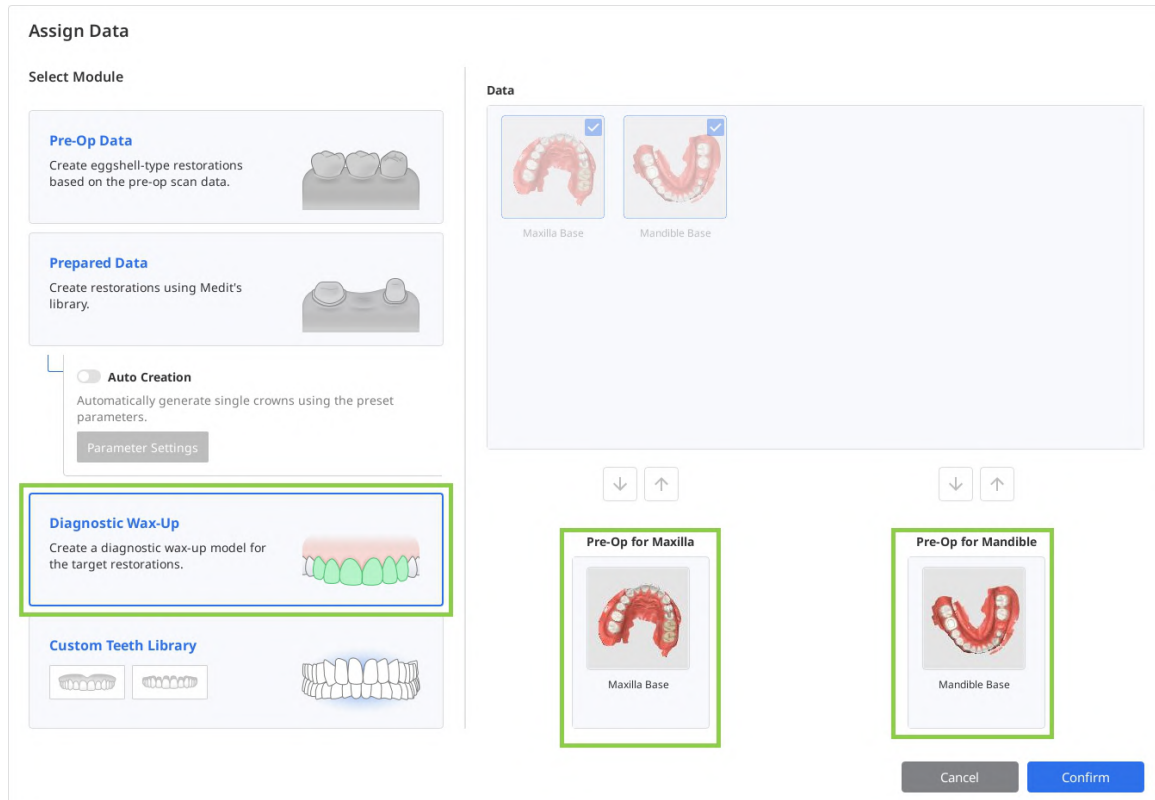 Assign Data
Select Module
Pre-Op Data
Create eggshell-type restorations
based on the pre-op scan data.
Prepared Data
Create restorations using Medit's
library.
Auto Creation
Automatically generate single crowns using the preset
parameters.
Parameter Settings
Diagnostic Wax-Up
Create a diagnostic wax-up model for
the target restorations.
Custom Teeth Library
Data
Maxilla Base
Mandible Base
Pre-Op for Maxilla
Maxilla Base
Pre-Op for Mandible
Mandible Base
Cancel
Confirm